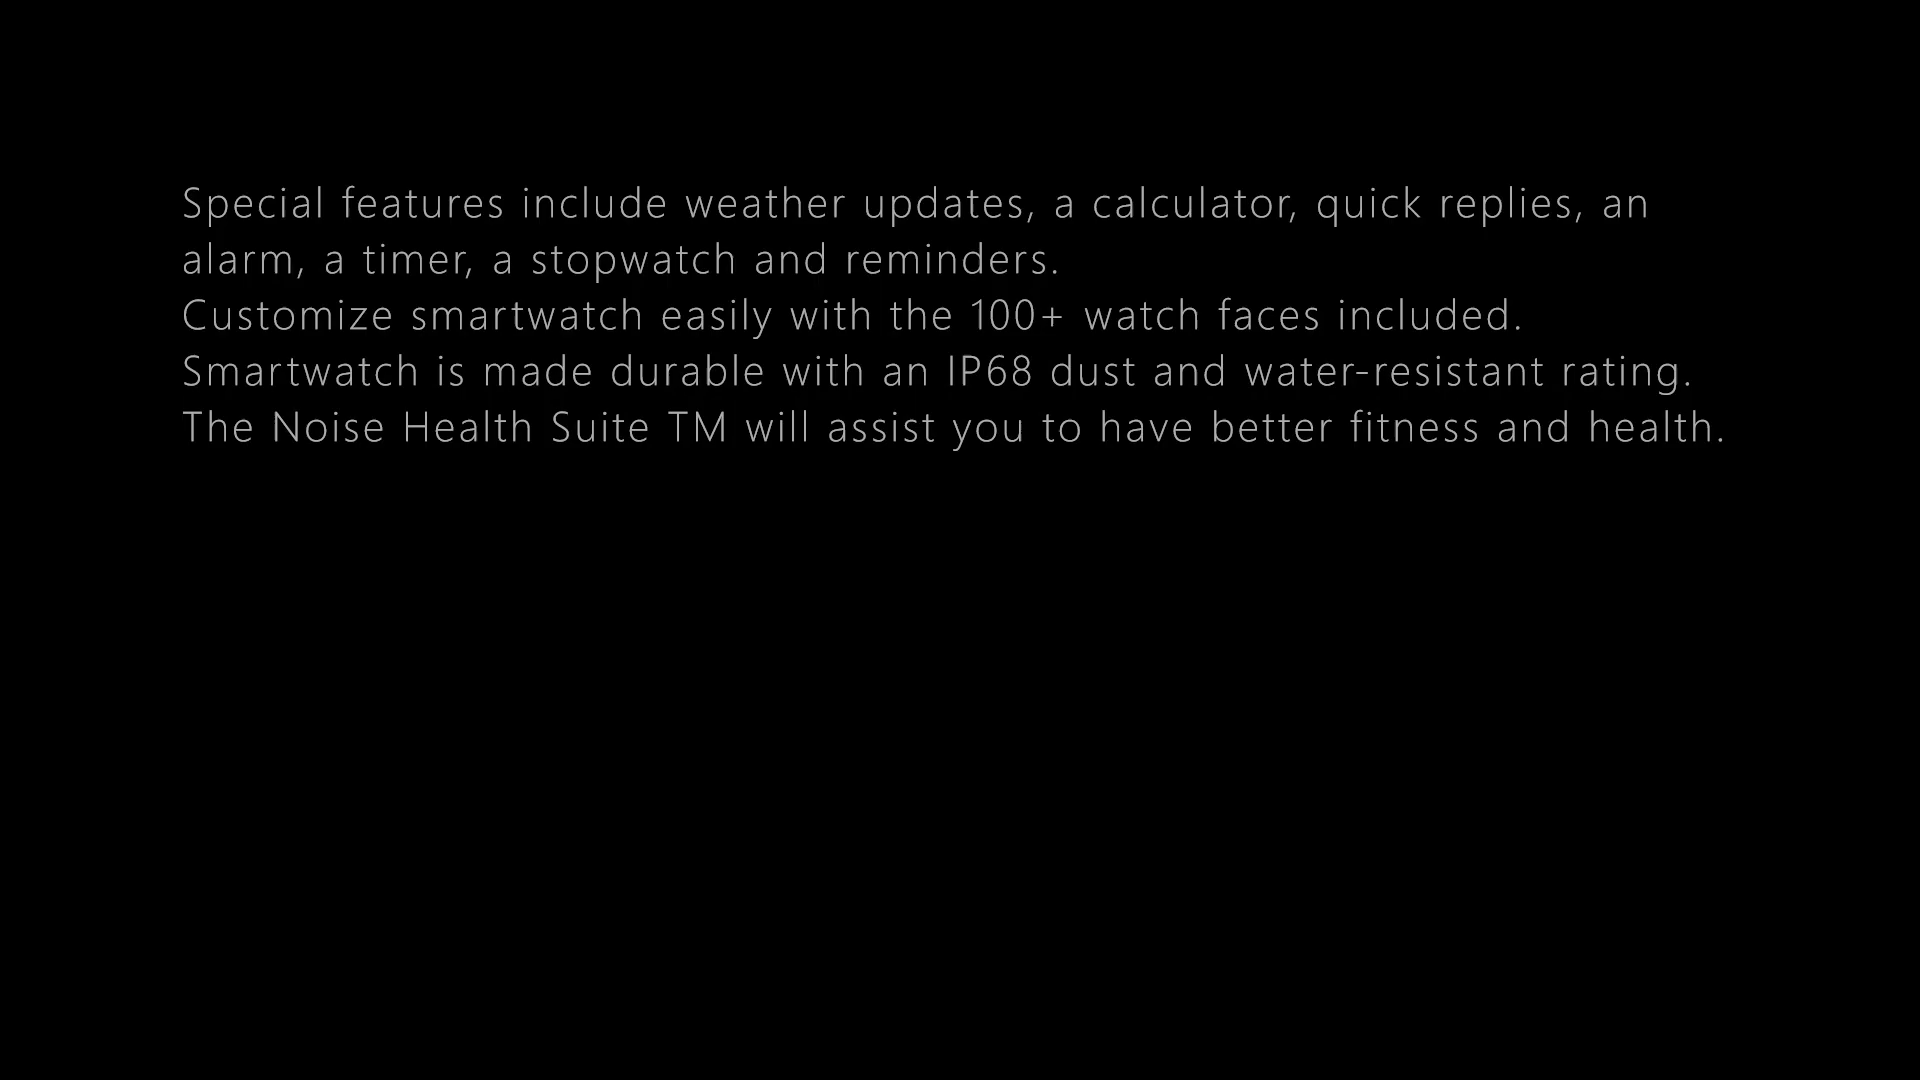 Special features include weather updates, a calculator, quick replies, an
alarm, a timer, a stopwatch and reminders.
Customize smartwatch easily with the 100+ watch faces included.
Smartwatch is made durable with an IP68 dust and water-resistant rating.
The Noise Health Suite TM will assist you to have better fitness and health.